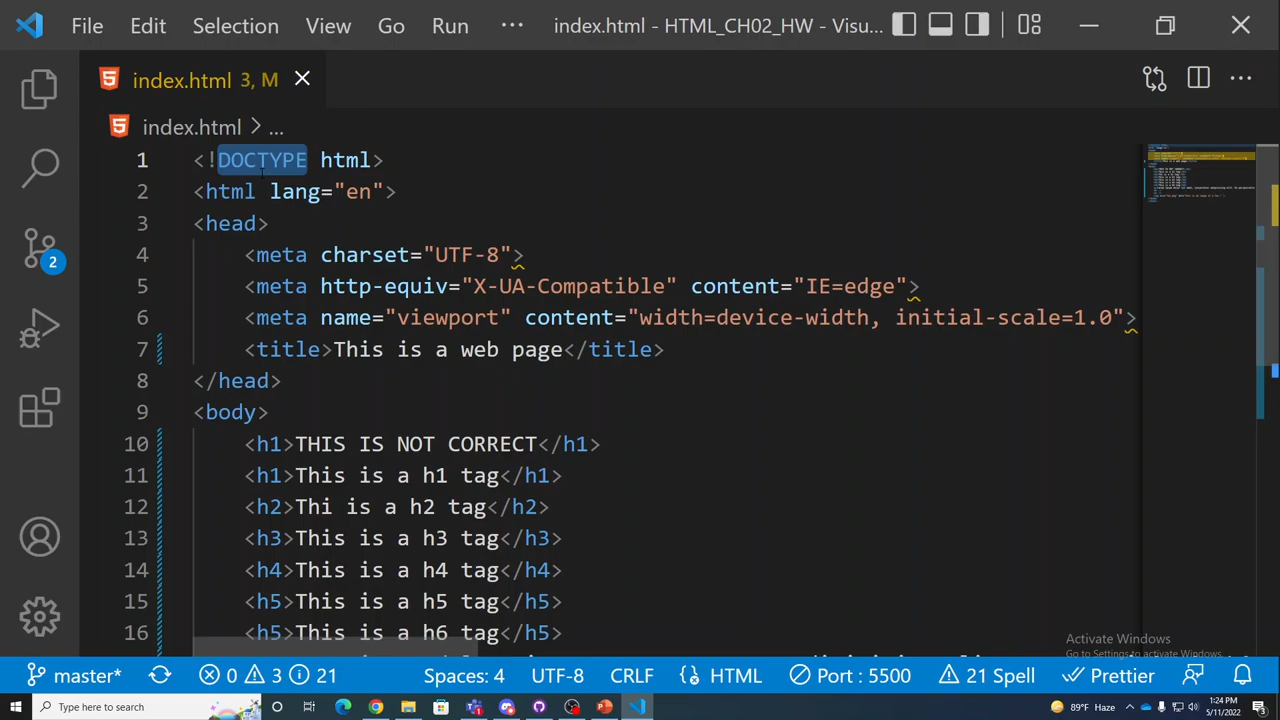 File Edit Selection View Go Run ··· index.html - HTML_CH02_HW - Visu...
index.html 3, M
index.html > ...
1 <!DOCTYPE html>
2 <html lang="en">
3 <head>
4 <meta charset="UTF-8">
5 <meta http-equiv="X-UA-Compatible" content="IE=edge">
6 <meta name="viewport" content="width=device-width, initial-scale=1.0">
7 <title>This is a web page</title>
8 </head>
9 <body>
10 <h1>THIS IS NOT CORRECT</h1>
11 <h1>This is a h1 tag</h1>
12 <h2>Thi is a h2 tag</h2>
13 <h3>This is a h3 tag</h3>
14 <h4>This is a h4 tag</h4>
15 <h5>This is a h5 tag</h5>
16 <h5>This is a h6 tag</h5>
Activate Windows
Go to Settings to activate Windows.
2
master* 0 3 21 Spaces: 4 UTF-8 CRLF HTML Port : 5500 21 Spell Prettier
Type here to search 89°F Haze 1:24 PM
5/11/2022